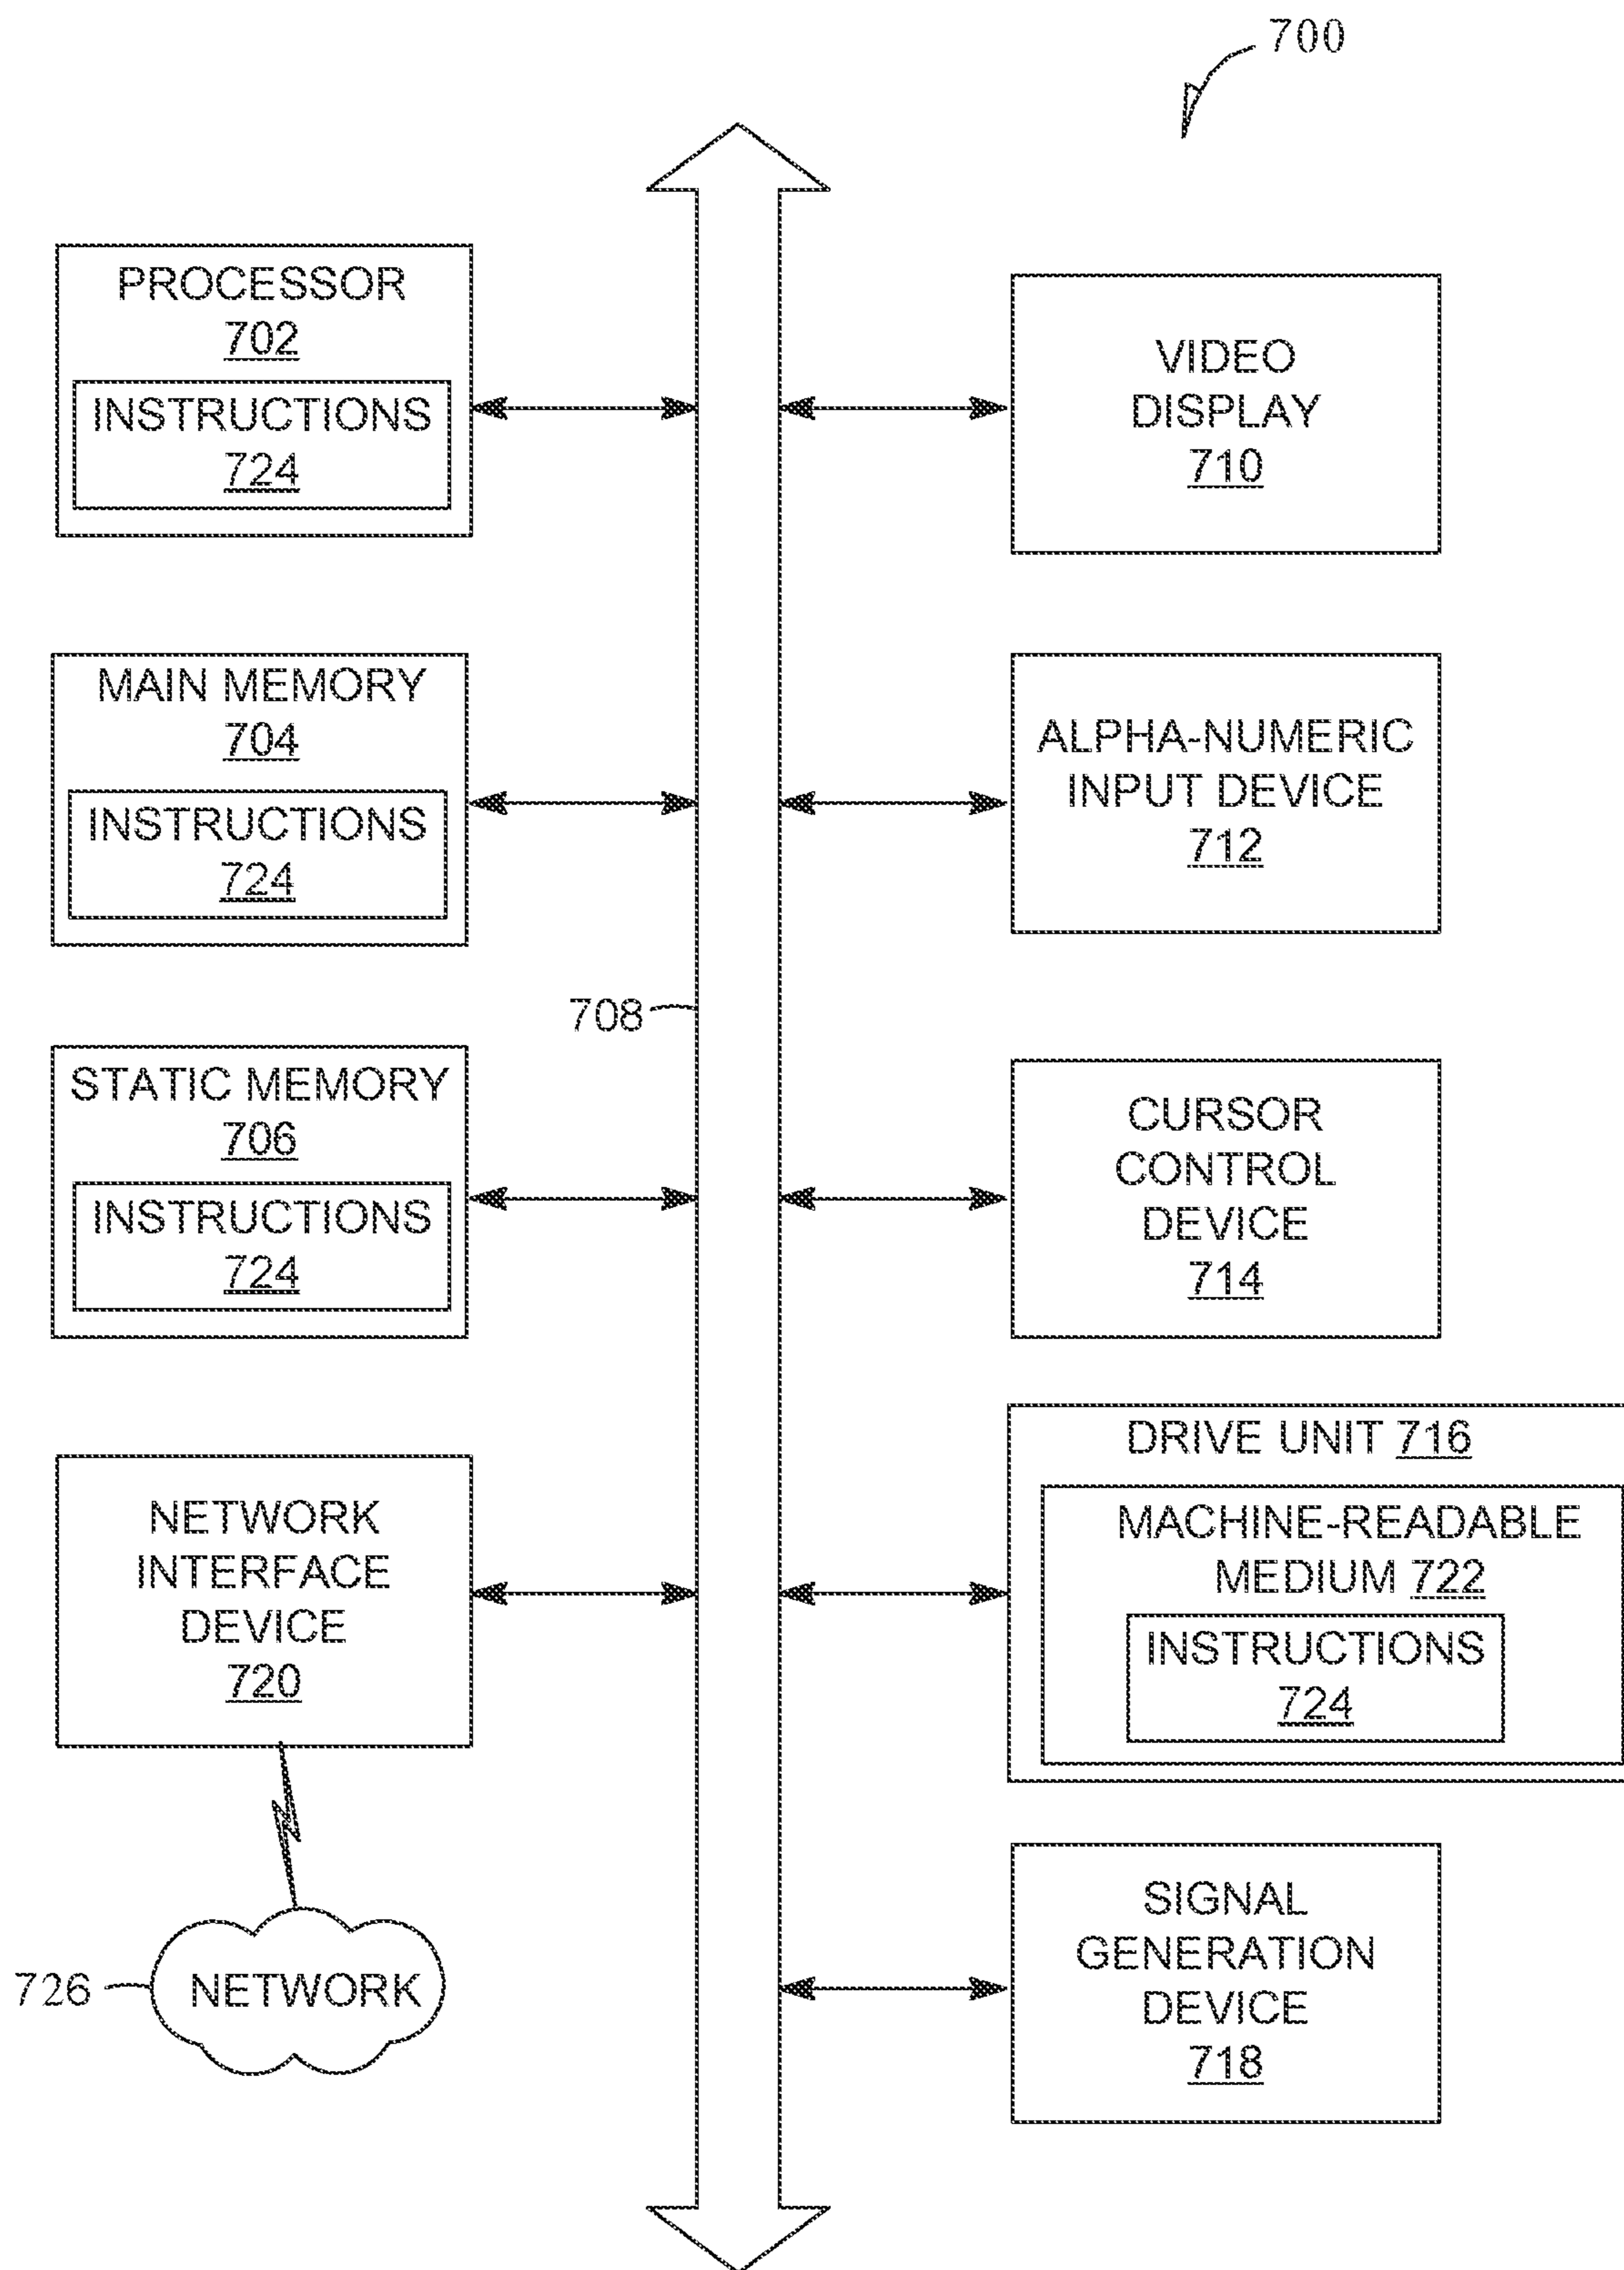 700
PROCESSOR
702
INSTRUCTIONS
724
MAIN MEMORY
704
INSTRUCTIONS
724
708
STATIC MEMORY
706
INSTRUCTIONS
724
NETWORK
INTERFACE
DEVICE
720
726
NETWORK
VIDEO
DISPLAY
710
ALPHA-NUMERIC
INPUT DEVICE
712
CURSOR
CONTROL
DEVICE
714
DRIVE UNIT 716
MACHINE-READABLE
MEDIUM 722
INSTRUCTIONS
724
SIGNAL
GENERATION
DEVICE
718